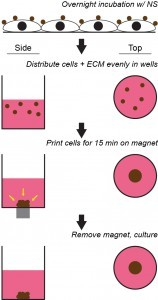 Overnight incubation w/ NS
Side
Top
Distribute cells + ECM evenly in wells
Print cells for 15 min on magnet
Remove magnet, culture